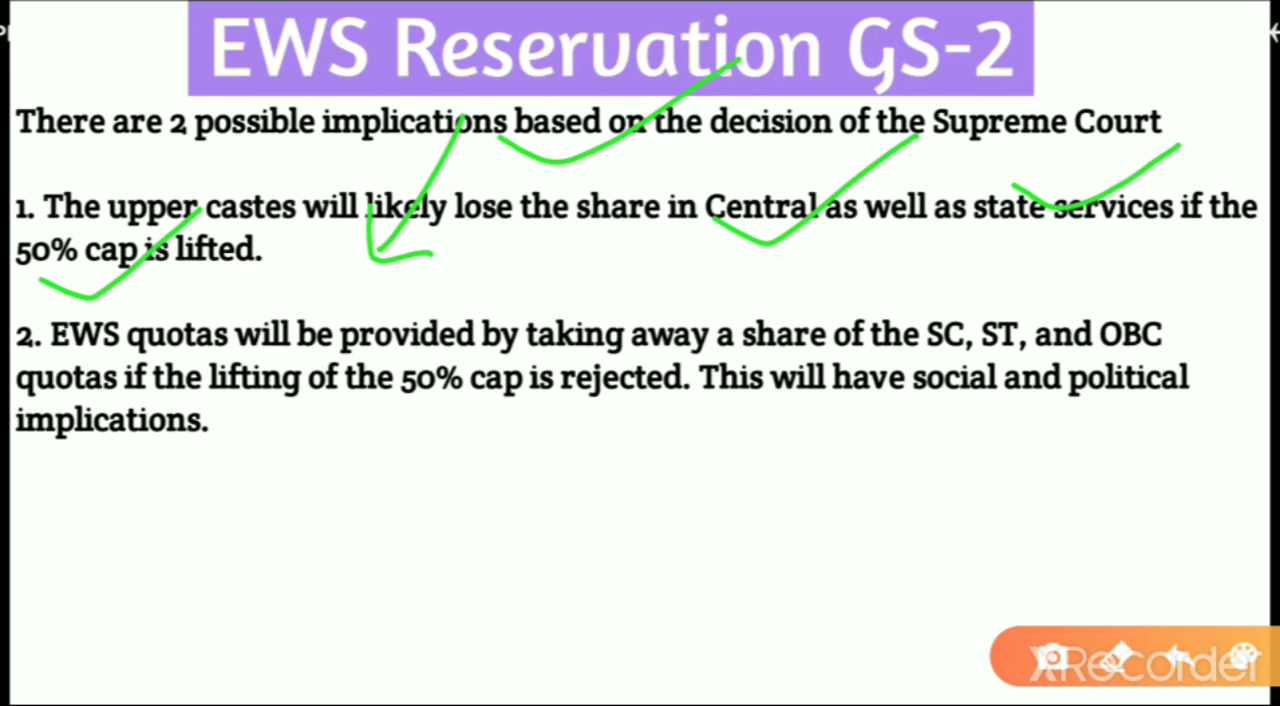 EWS Reservation GS-2
There are 2 possible implications based on the decision of the Supreme Court
1. The upper castes will likely lose the share in Central as well as state services if the
50% cap is lifted.
2. EWS quotas will be provided by taking away a share of the SC, ST, and OBC
quotas if the lifting of the 50% cap is rejected. This will have social and political
implications.
XRecorder